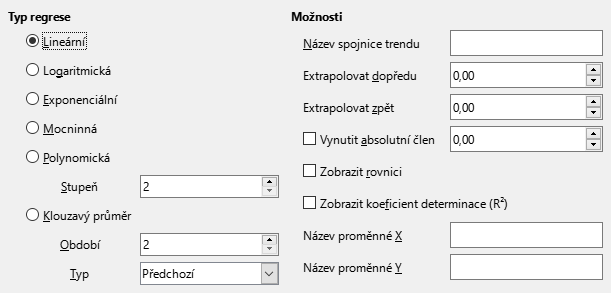 Typ regrese
Lineární
Logaritmická
Exponenciální
Mocninná
Polynomická
Stupeň 2
Klouzavý průměr
Období 2
Typ Předchozí
Možnosti
Název spojnice trendu
Extrapolovat dopředu 0,00
Extrapolovat zpět 0,00
Vynutit absolutní člen 0,00
Zobrazit rovnici
Zobrazit koeficient determinace (R²)
Název proměnné X
Název proměnné Y